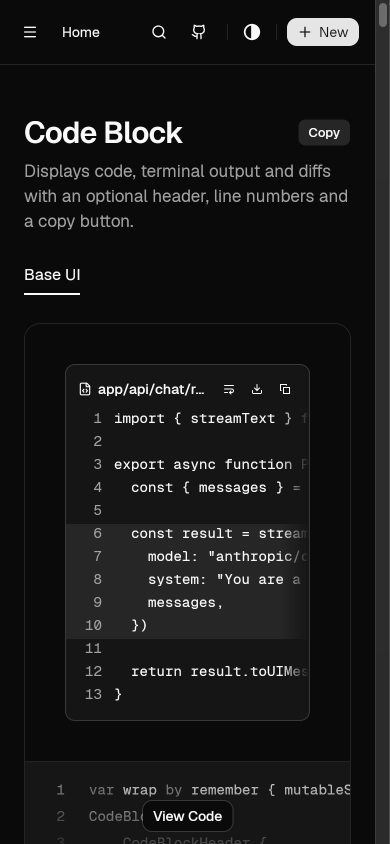 Home
New
Code Block
Copy
Displays code, terminal output and diffs
with an optional header, line numbers and
a copy button.
Base UI
app/api/chat/r…
1 import { streamText } f
2
3 export async function P
4 const { messages } =
5
6 const result = stream
7 model: "anthropic/c
8 system: "You are a
9 messages,
10 })
11
12 return result.toUIMes
13 }
1 var wrap by remember { mutableS
2 CodeBl
View Code
3 CodeBlockHeader {